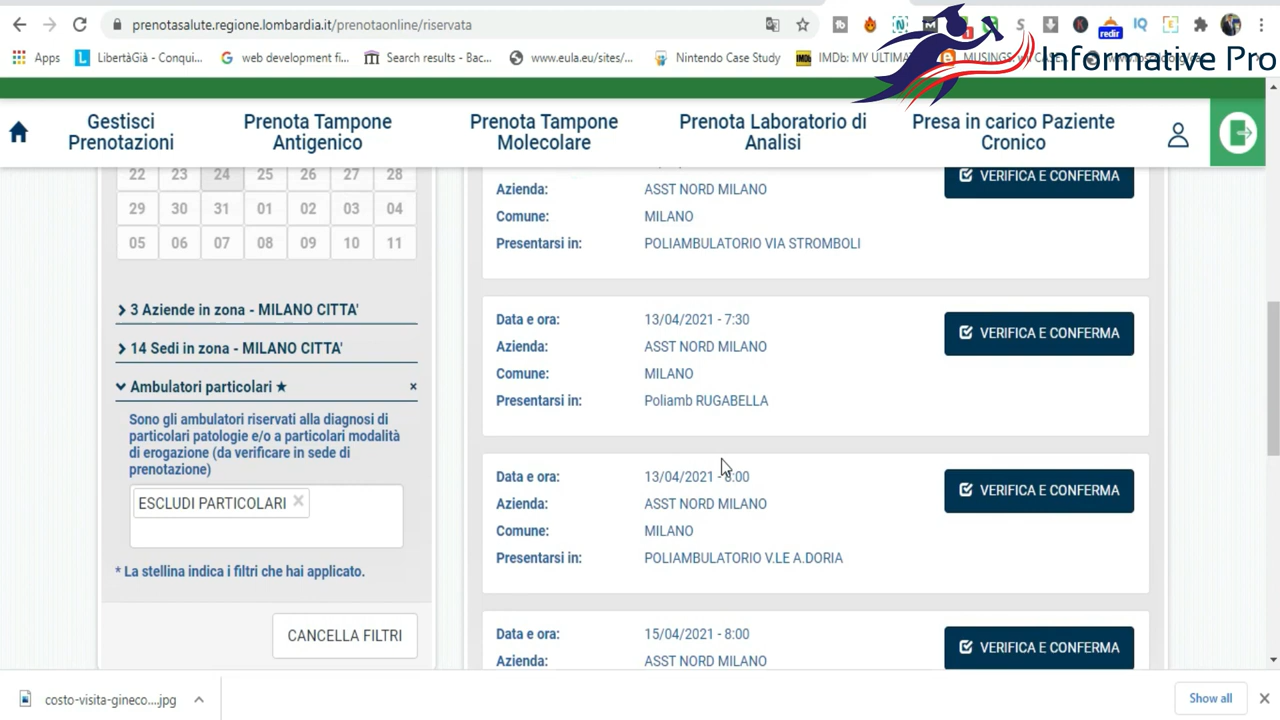 prenotasalute.regione.lombardia.it/prenotaonline/riservata
Apps
LibertàGià - Conqui...
web development fi...
Search results - Bac...
www.eula.eu/sites/...
Nintendo Case Study
IMDb: MY ULTIMA
Informative Pro
Gestisci Prenotazioni
Prenota Tampone Antigenico
Prenota Tampone Molecolare
Prenota Laboratorio di Analisi
Presa in carico Paziente Cronico
22 23 24 25 26 27 28
29 30 31 01 02 03 04
05 06 07 08 09 10 11
3 Aziende in zona - MILANO CITTA'
14 Sedi in zona - MILANO CITTA'
Ambulatori particolari ★ ×
Sono gli ambulatori riservati alla diagnosi di
particolari patologie e/o a particolari modalità
di erogazione (da verificare in sede di
prenotazione)
ESCLUDI PARTICOLARI ×
* La stellina indica i filtri che hai applicato.
CANCELLA FILTRI
VERIFICA E CONFERMA
Azienda: ASST NORD MILANO
Comune: MILANO
Presentarsi in: POLIAMBULATORIO VIA STROMBOLI
Data e ora: 13/04/2021 - 7:30
VERIFICA E CONFERMA
Azienda: ASST NORD MILANO
Comune: MILANO
Presentarsi in: Poliamb RUGABELLA
Data e ora: 13/04/2021 - 8:00
VERIFICA E CONFERMA
Azienda: ASST NORD MILANO
Comune: MILANO
Presentarsi in: POLIAMBULATORIO V.LE A.DORIA
Data e ora: 15/04/2021 - 8:00
VERIFICA E CONFERMA
Azienda: ASST NORD MILANO
costo-visita-gineco....jpg
Show all